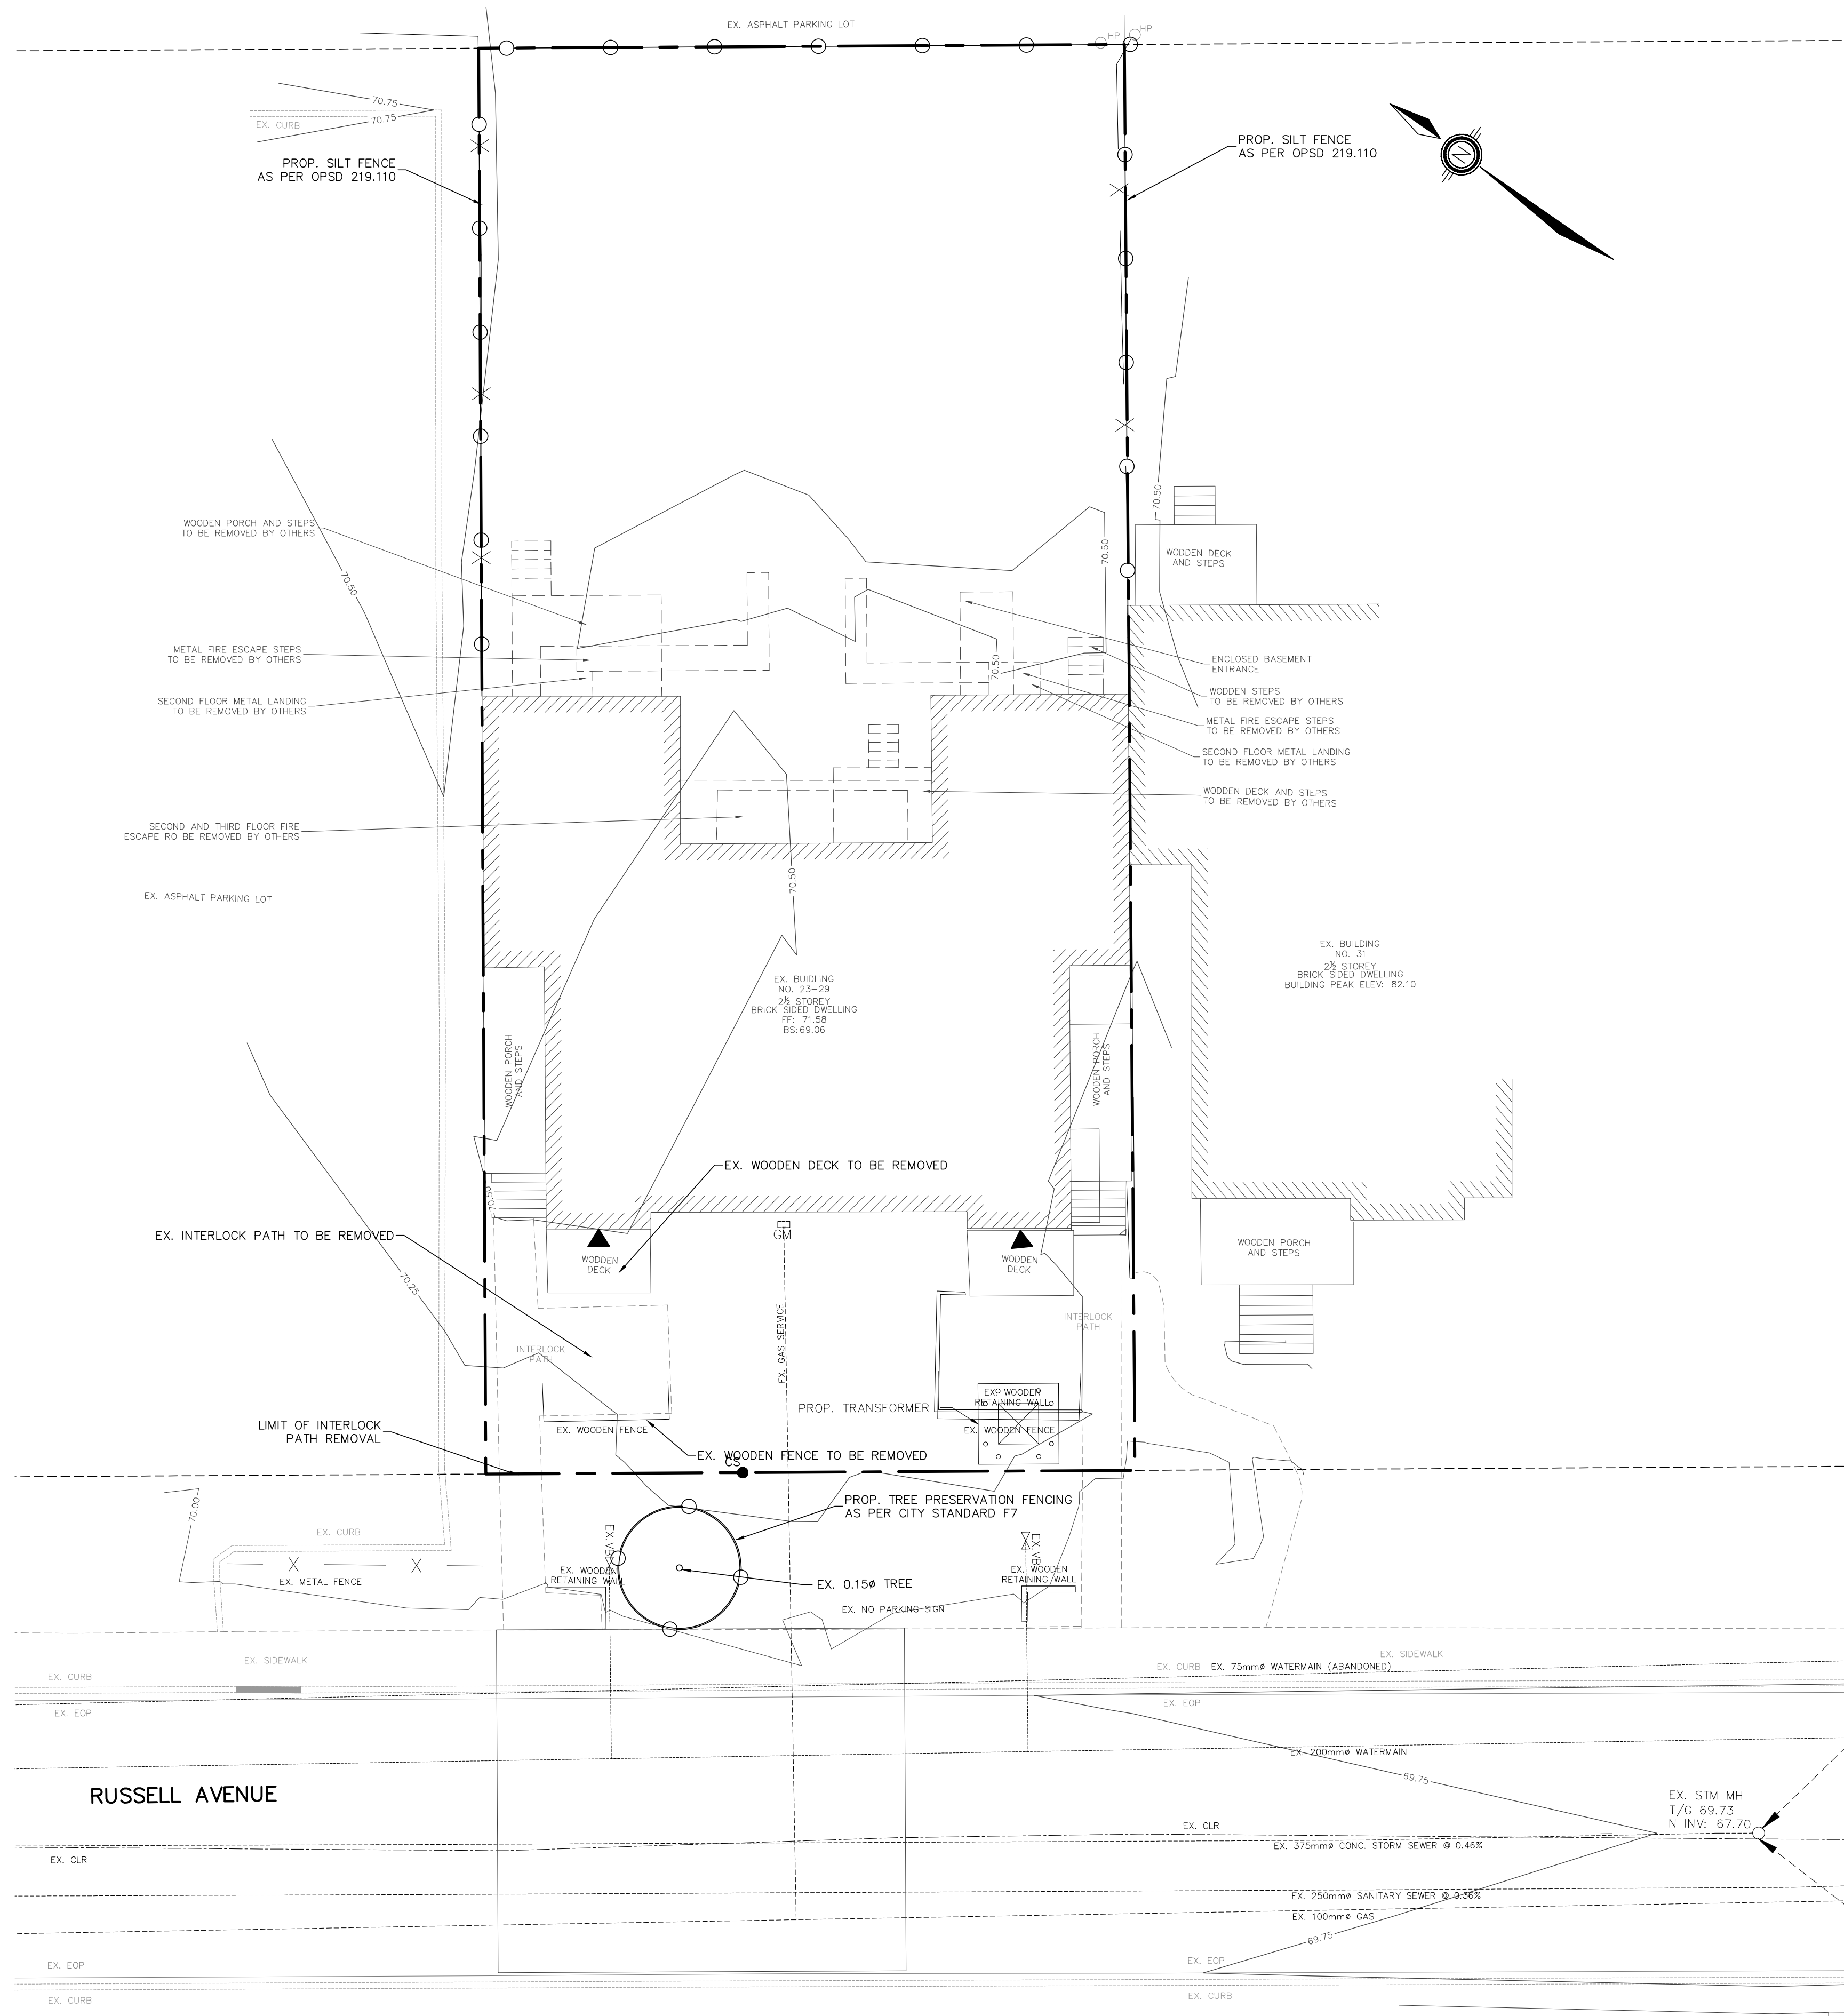 EX. ASPHALT PARKING LOT
HP
HP
70.75
70.75
EX. CURB
PROP. SILT FENCE
AS PER OPSD 219.110
PROP. SILT FENCE
AS PER OPSD 219.110
N
70.50
70.50
70.50
WODDEN DECK
AND STEPS
WOODEN PORCH AND STEPS
TO BE REMOVED BY OTHERS
METAL FIRE ESCAPE STEPS
TO BE REMOVED BY OTHERS
SECOND FLOOR METAL LANDING
TO BE REMOVED BY OTHERS
70.50
ENCLOSED BASEMENT
ENTRANCE
WODDEN STEPS
TO BE REMOVED BY OTHERS
METAL FIRE ESCAPE STEPS
TO BE REMOVED BY OTHERS
SECOND FLOOR METAL LANDING
TO BE REMOVED BY OTHERS
WODDEN DECK AND STEPS
TO BE REMOVED BY OTHERS
SECOND AND THIRD FLOOR FIRE
ESCAPE RO BE REMOVED BY OTHERS
70.50
EX. ASPHALT PARKING LOT
EX. BUIDLING
NO. 23-29
2½ STOREY
BRICK SIDED DWELLING
FF: 71.58
BS: 69.06
EX. BUILDING
NO. 31
2½ STOREY
BRICK SIDED DWELLING
BUILDING PEAK ELEV: 82.10
WOODEN PORCH
AND STEPS
WOODEN PORCH
AND STEPS
EX. WOODEN DECK TO BE REMOVED
70.50
EX. INTERLOCK PATH TO BE REMOVED
GM
WODDEN
DECK
WODDEN
DECK
WODDEN PORCH
AND STEPS
70.25
EX. GAS SERVICE
INTERLOCK
PATH
INTERLOCK
PATH
EX. WOODEN
RETAINING WALL
PROP. TRANSFORMER
LIMIT OF INTERLOCK
PATH REMOVAL
EX. WOODEN FENCE
EX. WOODEN FENCE
EX. WOODEN FENCE TO BE REMOVED
CS
PROP. TREE PRESERVATION FENCING
AS PER CITY STANDARD F7
70.00
EX. CURB
EX. VB
EX. VB
EX. METAL FENCE
EX. WOODEN
RETAINING WALL
EX. WOODEN
RETAINING WALL
EX. 0.15ø TREE
EX. NO PARKING SIGN
EX. SIDEWALK
EX. SIDEWALK
EX. CURB
EX. CURB
EX. 75mmø WATERMAIN (ABANDONED)
EX. EOP
EX. EOP
EX. 200mmø WATERMAIN
69.75
RUSSELL AVENUE
EX. STM MH
T/G 69.73
N INV: 67.70
EX. CLR
EX. 375mmø CONC. STORM SEWER @ 0.46%
EX. CLR
EX. 250mmø SANITARY SEWER @ 0.36%
EX. 100mmø GAS
69.75
EX. EOP
EX. EOP
EX. CURB
EX. CURB